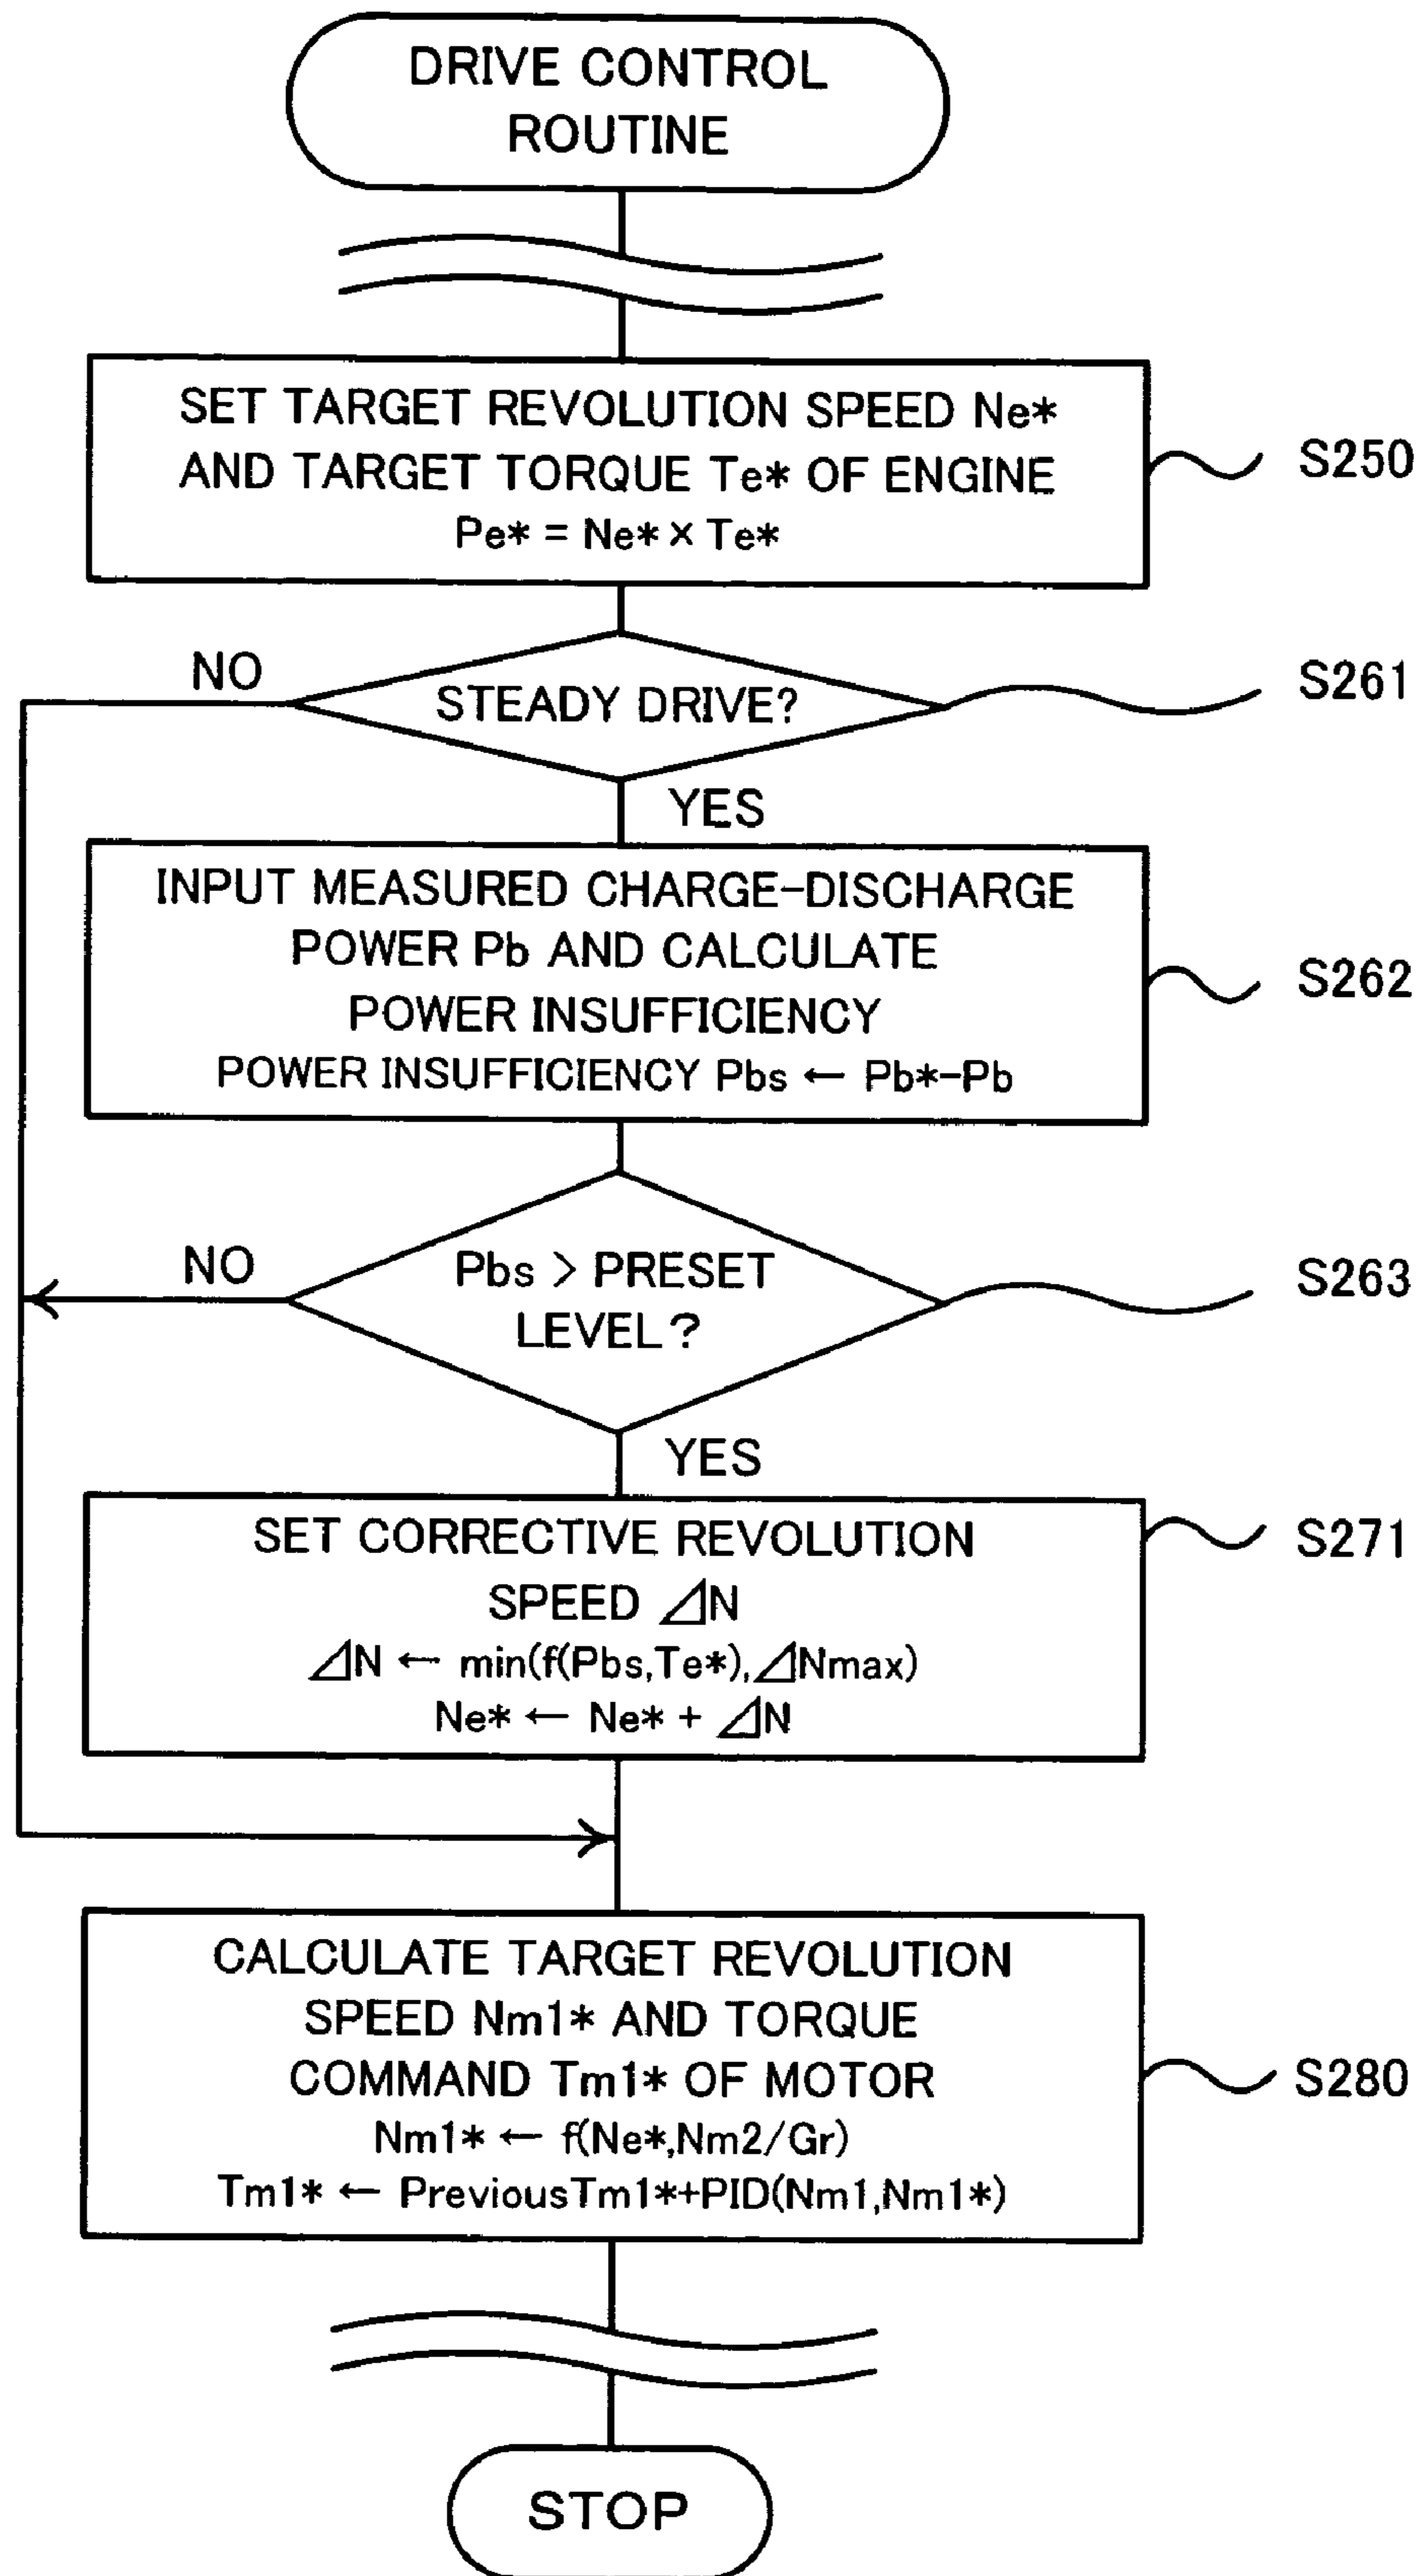 DRIVE CONTROL
ROUTINE
SET TARGET REVOLUTION SPEED Ne*
AND TARGET TORQUE Te* OF ENGINE
Pe* = Ne* × Te*
S250
NO
STEADY DRIVE?
S261
YES
INPUT MEASURED CHARGE-DISCHARGE
POWER Pb AND CALCULATE
POWER INSUFFICIENCY
POWER INSUFFICIENCY Pbs ← Pb*-Pb
S262
NO
Pbs > PRESET
LEVEL?
S263
YES
SET CORRECTIVE REVOLUTION
SPEED ⊿N
⊿N ← min(f(Pbs,Te*),⊿Nmax)
Ne* ← Ne* + ⊿N
S271
CALCULATE TARGET REVOLUTION
SPEED Nm1* AND TORQUE
COMMAND Tm1* OF MOTOR
Nm1* ← f(Ne*,Nm2/Gr)
Tm1* ← PreviousTm1*+PID(Nm1,Nm1*)
S280
STOP